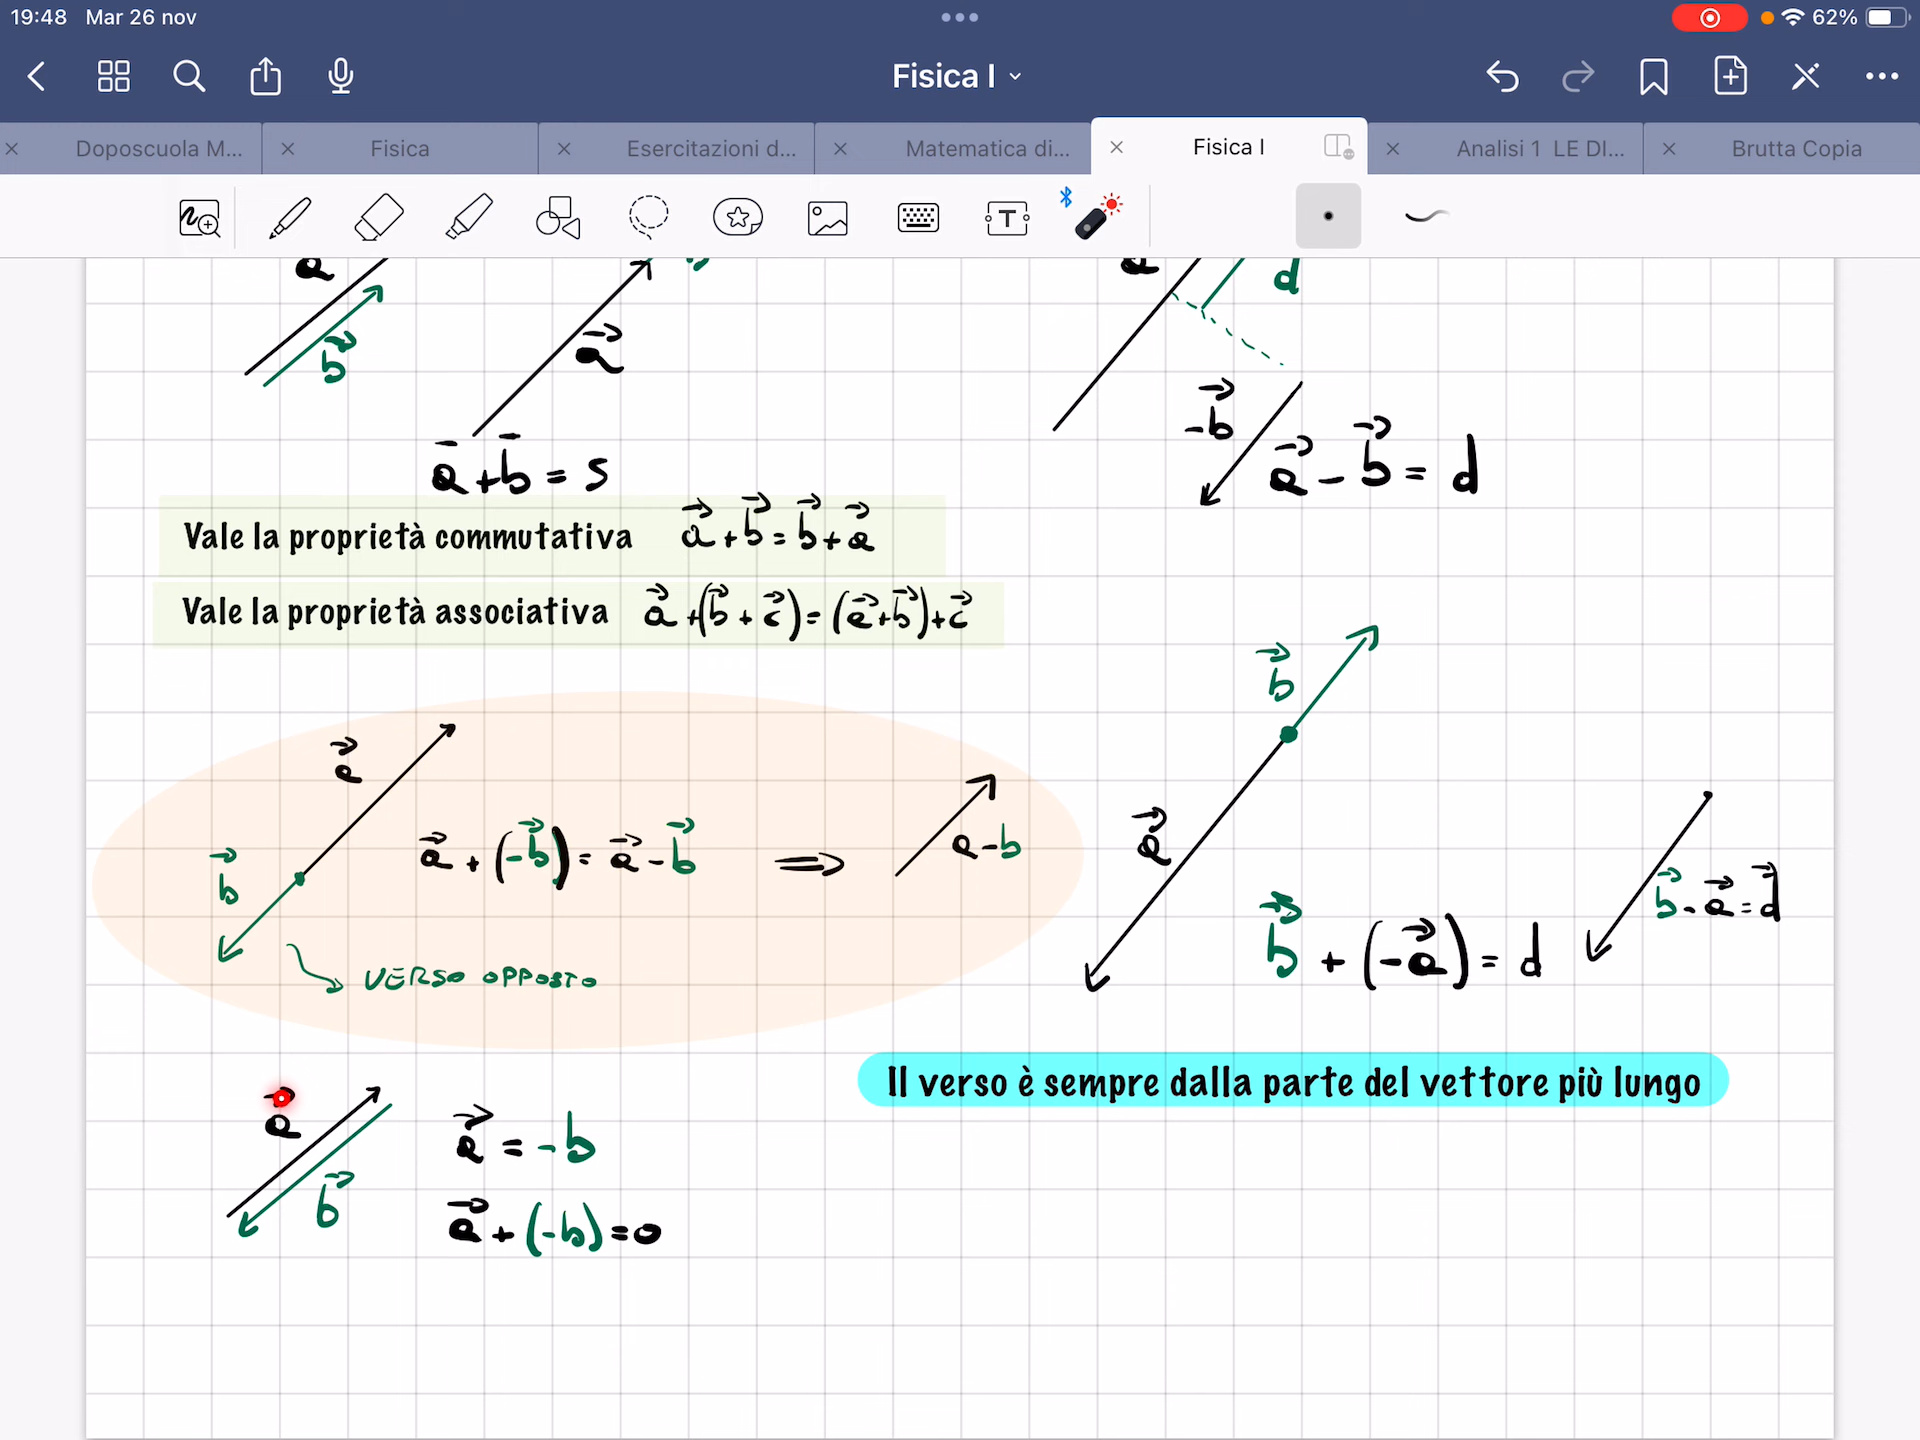 19:48 Mar 26 nov
62%
Fisica I
Doposcuola M... Fisica Esercitazioni d... Matematica di... Fisica I Analisi 1 LE DI... Brutta Copia
T
a
b
a
a + b = s
d
-b
a - b = d
Vale la proprietà commutativa a + b = b + a
Vale la proprietà associativa a + (b + c) = (a + b) + c
a
b
a + (-b) = a - b ⇒ a - b
VERSO OPPOSTO
b
a
b + (-a) = d
b - a = d
Il verso è sempre dalla parte del vettore più lungo
a
b
a = -b
a + (-b) = 0